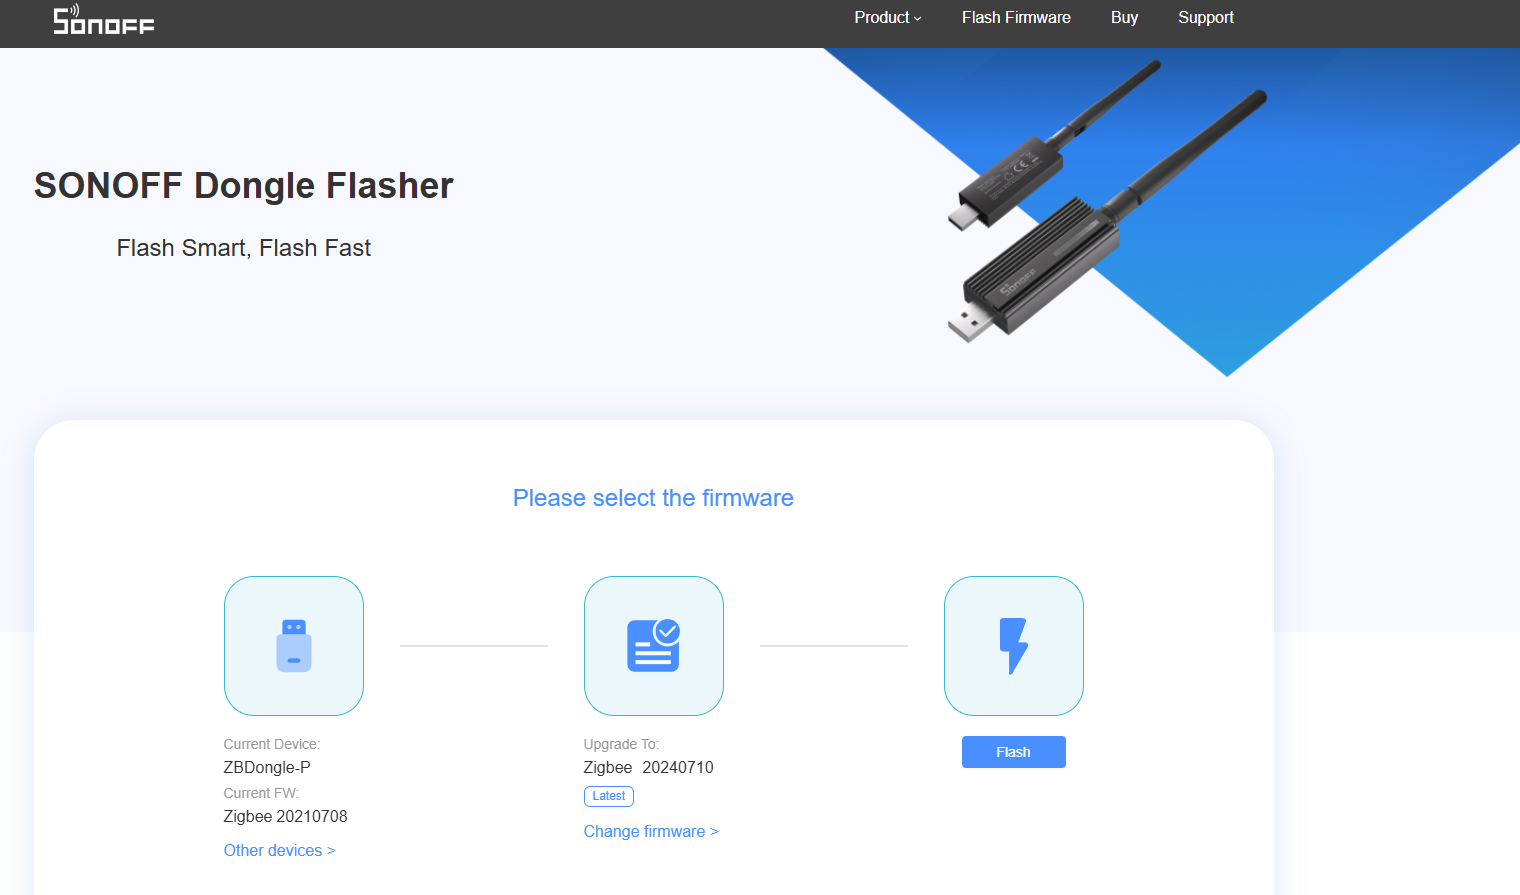 SONOFF
Product
Flash Firmware
Buy
Support
SONOFF Dongle Flasher
Flash Smart, Flash Fast
SONOFF
Please select the firmware
Current Device:
ZBDongle-P
Current FW:
Zigbee 20210708
Other devices >
Upgrade To:
Zigbee 20240710
Latest
Change firmware >
Flash